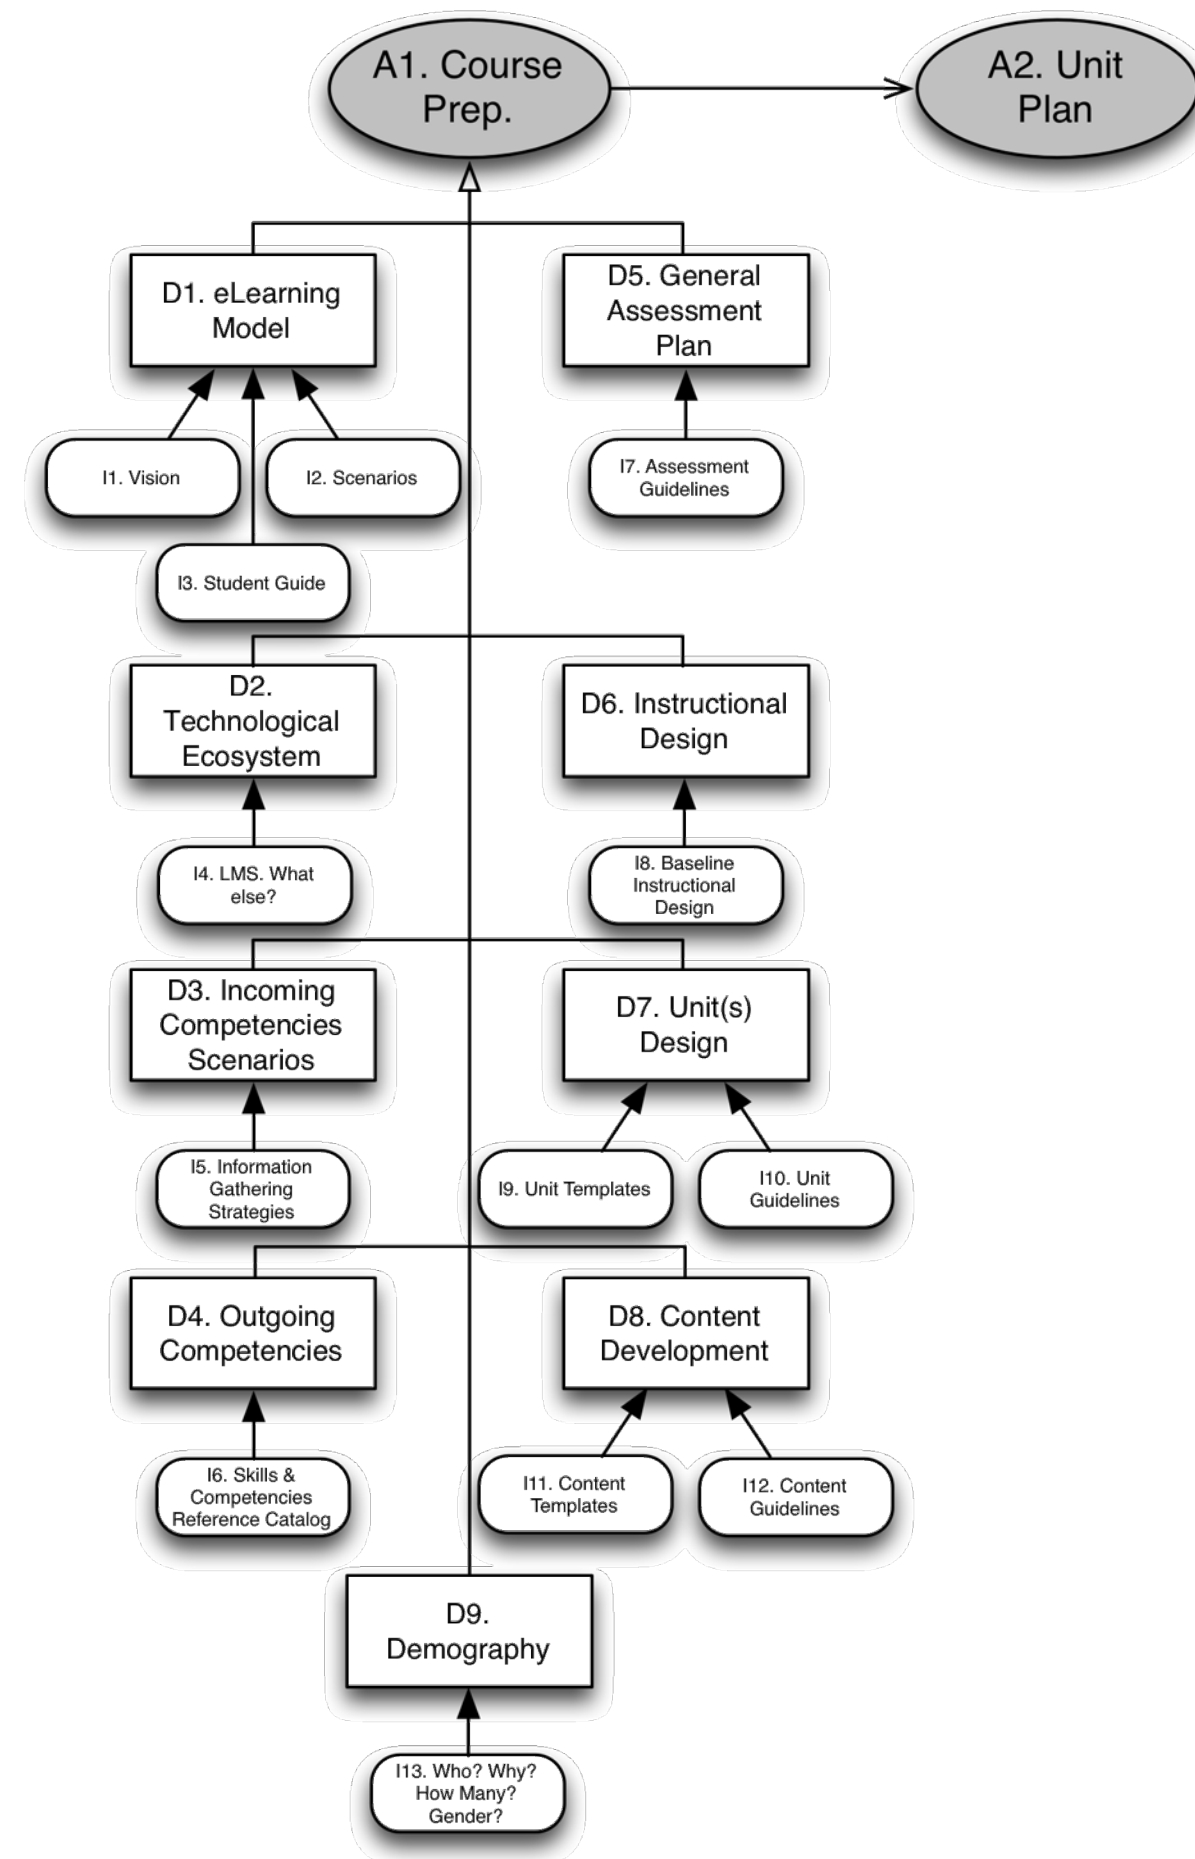 A1. Course
Prep.
A2. Unit
Plan
D1. eLearning
Model
D5. General
Assessment
Plan
I1. Vision
I2. Scenarios
I7. Assessment
Guidelines
I3. Student Guide
D2.
Technological
Ecosystem
D6. Instructional
Design
I4. LMS. What
else?
I8. Baseline
Instructional
Design
D3. Incoming
Competencies
Scenarios
D7. Unit(s)
Design
I5. Information
Gathering
Strategies
I9. Unit Templates
I10. Unit
Guidelines
D4. Outgoing
Competencies
D8. Content
Development
I6. Skills &
Competencies
Reference Catalog
I11. Content
Templates
I12. Content
Guidelines
D9.
Demography
I13. Who? Why?
How Many?
Gender?